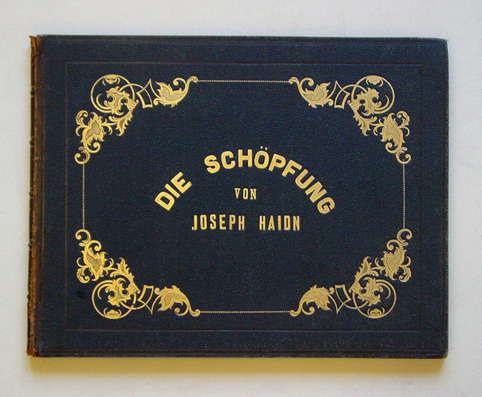 DIE SCHÖPFUNG
VON
JOSEPH HAIDN